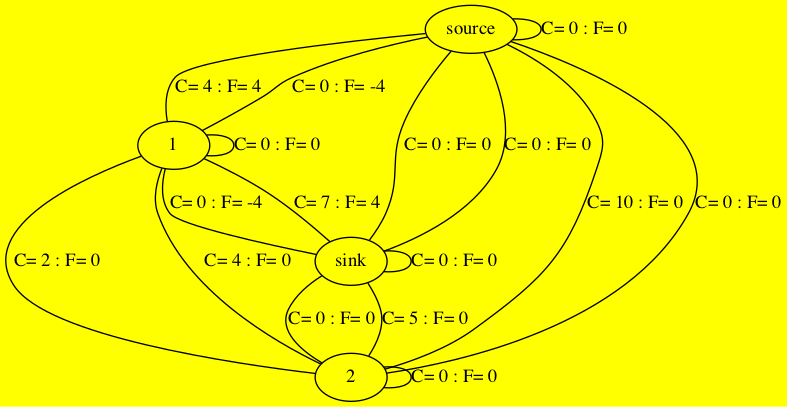 source
C= 0 : F= 0
C= 4 : F= 4
C= 0 : F= -4
1
C= 0 : F= 0
C= 0 : F= 0
C= 0 : F= 0
C= 0 : F= -4
C= 7 : F= 4
C= 10 : F= 0
C= 0 : F= 0
C= 2 : F= 0
C= 4 : F= 0
sink
C= 0 : F= 0
C= 0 : F= 0
C= 5 : F= 0
2
C= 0 : F= 0